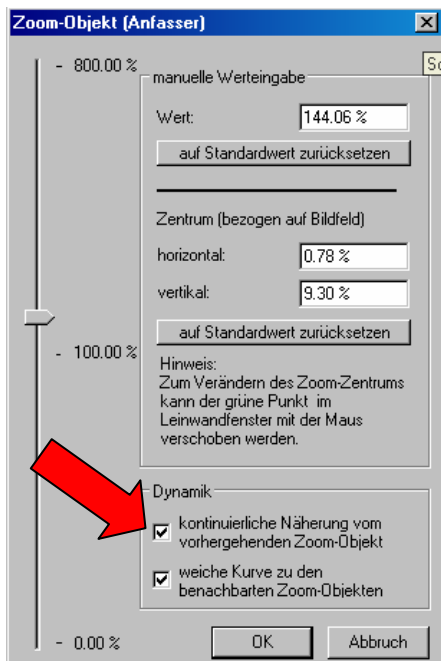 Zoom-Objekt (Anfasser)
- 800.00 %
manuelle Werteingabe
Wert: 144.06 %
auf Standardwert zurücksetzen
Zentrum (bezogen auf Bildfeld)
horizontal: 0.78 %
vertikal: 9.30 %
auf Standardwert zurücksetzen
- 100.00 %
Hinweis:
Zum Verändern des Zoom-Zentrums
kann der grüne Punkt im
Leinwandfenster mit der Maus
verschoben werden.
Dynamik
kontinuierliche Näherung vom
vorhergehenden Zoom-Objekt
weiche Kurve zu den
benachbarten Zoom-Objekten
- 0.00 %
OK Abbruch